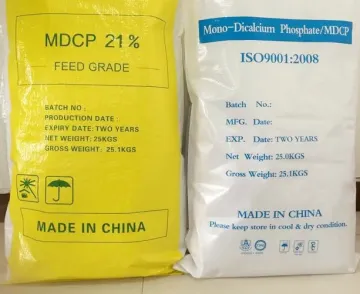 MDCP 21%
FEED GRADE
BATCH NO :
PRODUCTION DATE :
EXPIRY DATE: TWO YEARS
NET WEIGHT: 25KGS
GROSS WEIGHT: 25.1KGS
MADE IN CHINA
Mono-Dicalcium Phosphate/MDCP
ISO9001:2008
Batch No.:
MFG. Date:
EXP. Date: TWO YEARS
Net Weight: 25.0KGS
Gross Weight: 25.1KGS
MADE IN CHINA
Please keep store in cool & dry condition.